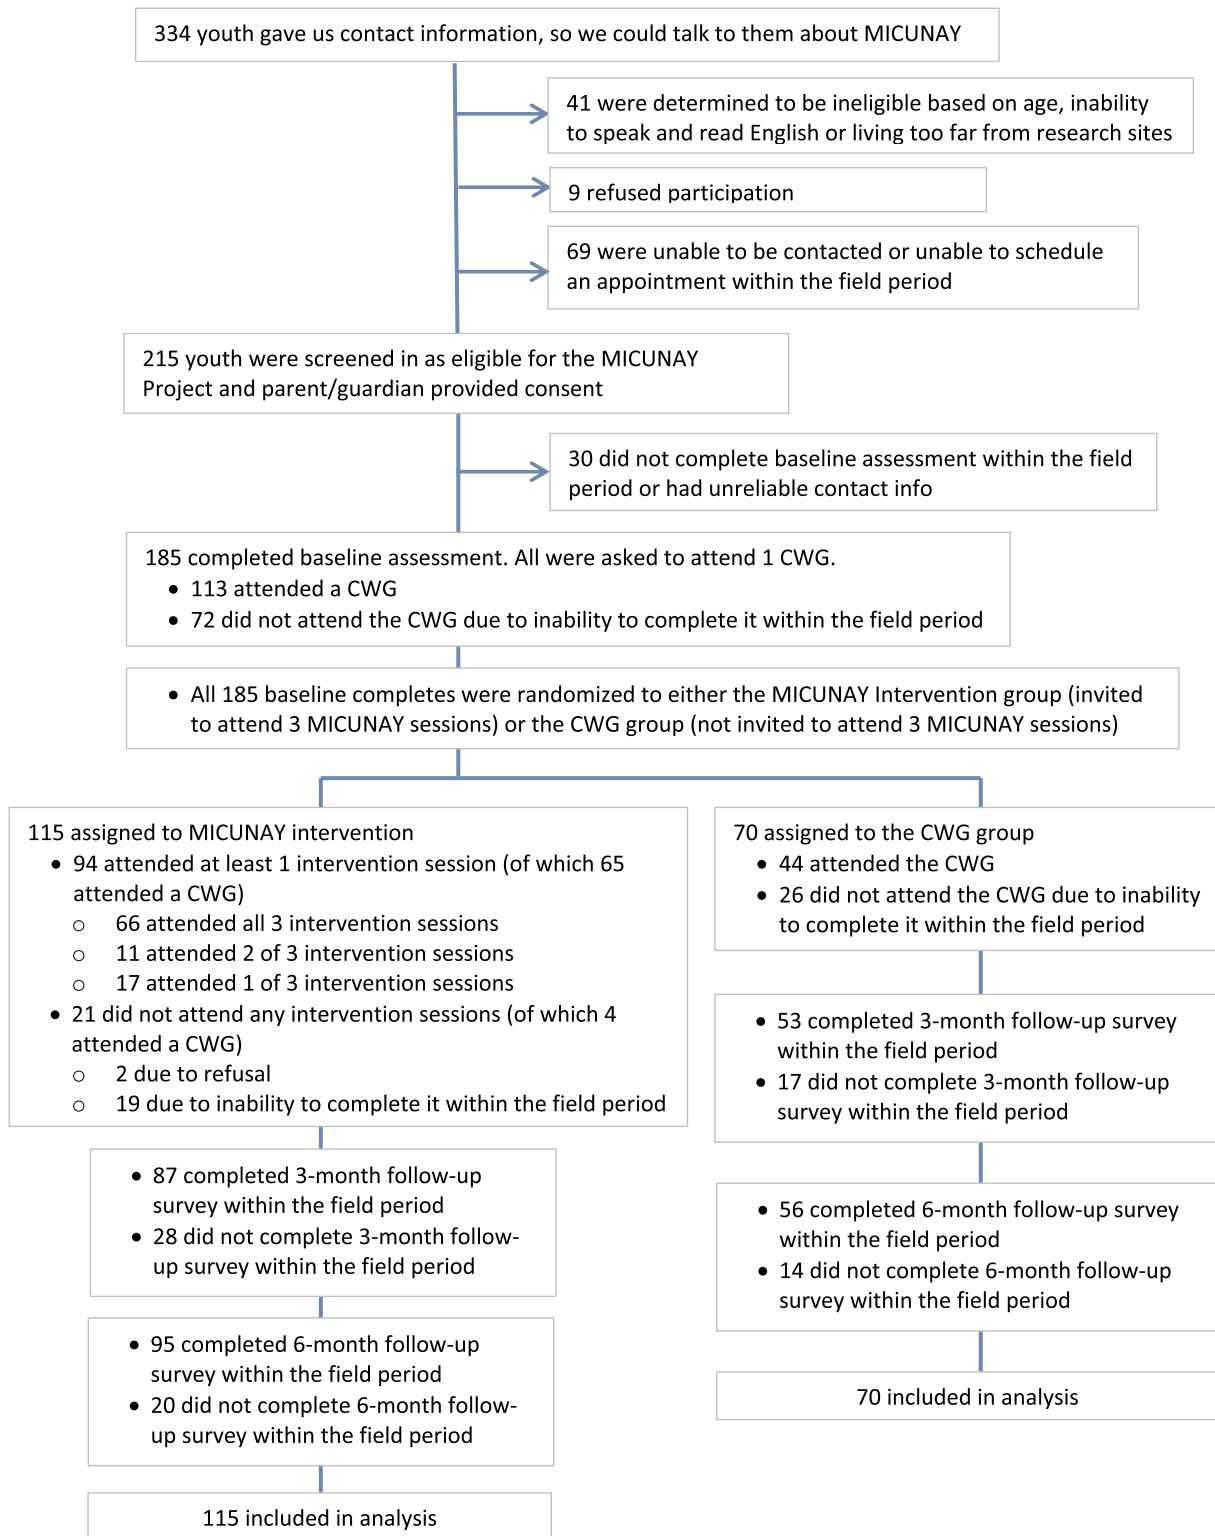 334 youth gave us contact information, so we could talk to them about MICUNAY
41 were determined to be ineligible based on age, inability
to speak and read English or living too far from research sites
9 refused participation
69 were unable to be contacted or unable to schedule
an appointment within the field period
215 youth were screened in as eligible for the MICUNAY
Project and parent/guardian provided consent
30 did not complete baseline assessment within the field
period or had unreliable contact info
185 completed baseline assessment. All were asked to attend 1 CWG.
• 113 attended a CWG
• 72 did not attend the CWG due to inability to complete it within the field period
• All 185 baseline completes were randomized to either the MICUNAY Intervention group (invited
to attend 3 MICUNAY sessions) or the CWG group (not invited to attend 3 MICUNAY sessions)
115 assigned to MICUNAY intervention
• 94 attended at least 1 intervention session (of which 65
attended a CWG)
o 66 attended all 3 intervention sessions
o 11 attended 2 of 3 intervention sessions
o 17 attended 1 of 3 intervention sessions
• 21 did not attend any intervention sessions (of which 4
attended a CWG)
o 2 due to refusal
o 19 due to inability to complete it within the field period
• 87 completed 3-month follow-up
survey within the field period
• 28 did not complete 3-month follow-
up survey within the field period
• 95 completed 6-month follow-up
survey within the field period
• 20 did not complete 6-month follow-
up survey within the field period
115 included in analysis
70 assigned to the CWG group
• 44 attended the CWG
• 26 did not attend the CWG due to inability
to complete it within the field period
• 53 completed 3-month follow-up survey
within the field period
• 17 did not complete 3-month follow-up
survey within the field period
• 56 completed 6-month follow-up survey
within the field period
• 14 did not complete 6-month follow-up
survey within the field period
70 included in analysis